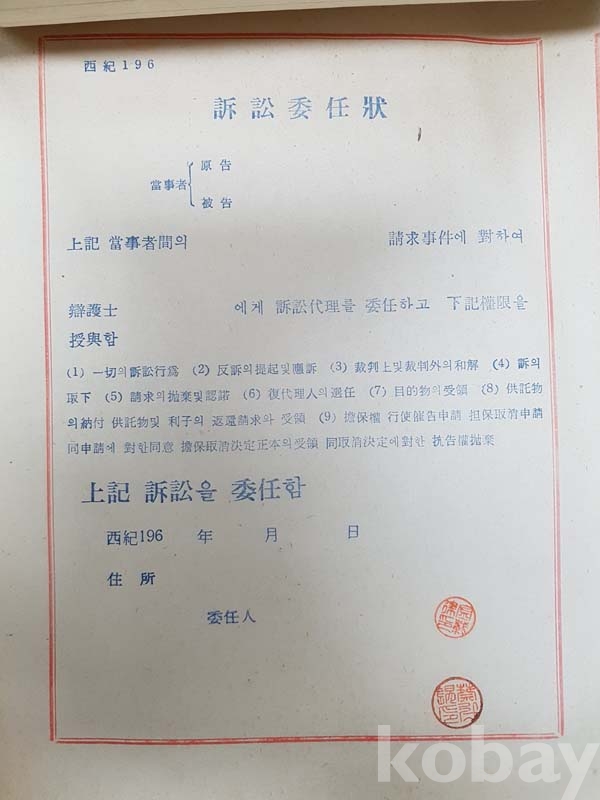 西紀196
訴訟委任狀
原告
當事者
被告
上記 當事者間의 請求事件에 對하여
辯護士 에게 訴訟代理를 委任하고 下記權限을
授與함
(1) 一切의訴訟行爲 (2) 反訴의提起및應訴 (3) 裁判上및裁判外의和解 (4) 訴의
取下 (5) 請求의抛棄및認諾 (6) 復代理人의選任 (7) 目的物의受領 (8) 供託物
의納付 供託物및 利子의 返還請求와 受領 (9) 擔保權 行使催告申請 担保取消申請
同申請에 對한同意 擔保取消決定正本의受領 同取消決定에對한 抗告權抛棄
上記 訴訟을 委任함
西紀196 年 月 日
住所
委任人
kobay